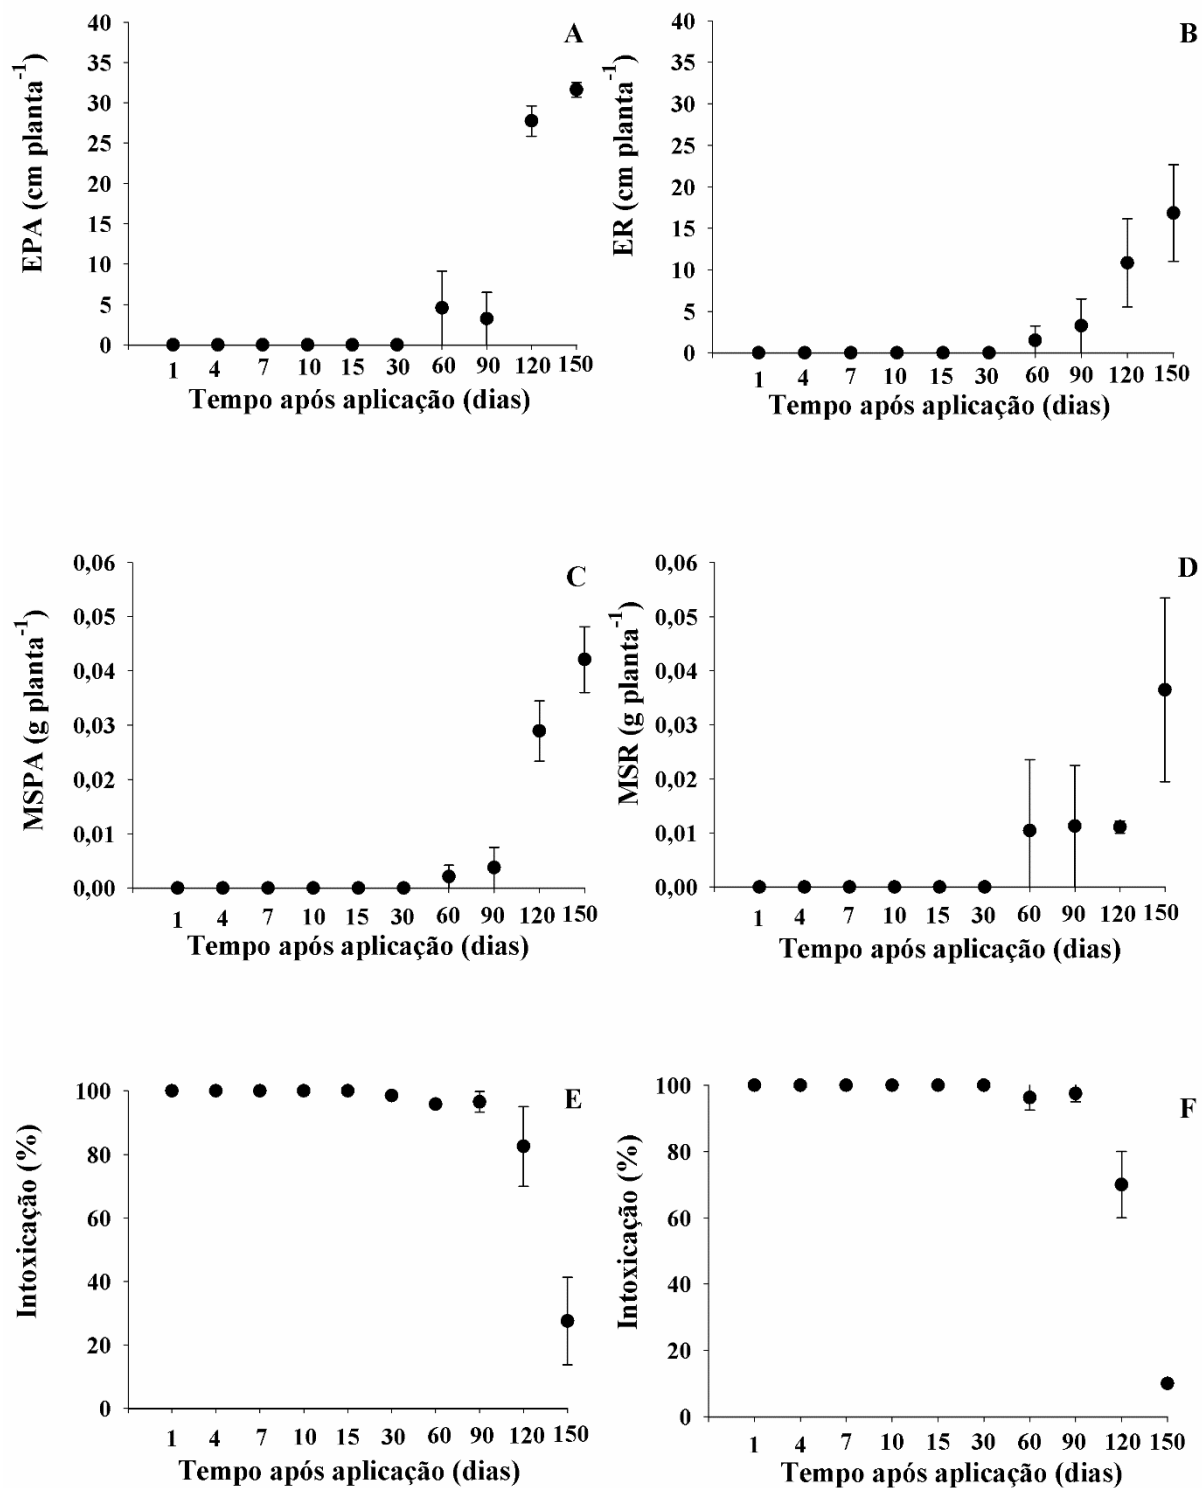 A
EPA (cm planta⁻¹)
40
35
30
25
20
15
10
5
0
1 4 7 10 15 30 60 90 120 150
Tempo após aplicação (dias)
B
ER (cm planta⁻¹)
40
35
30
25
20
15
10
5
0
1 4 7 10 15 30 60 90 120 150
Tempo após aplicação (dias)
C
MSPA (g planta⁻¹)
0,06
0,05
0,04
0,03
0,02
0,01
0,00
1 4 7 10 15 30 60 90 120 150
Tempo após aplicação (dias)
D
MSR (g planta⁻¹)
0,06
0,05
0,04
0,03
0,02
0,01
0,00
1 4 7 10 15 30 60 90 120 150
Tempo após aplicação (dias)
E
Intoxicação (%)
100
80
60
40
20
0
1 4 7 10 15 30 60 90 120 150
Tempo após aplicação (dias)
F
Intoxicação (%)
100
80
60
40
20
0
1 4 7 10 15 30 60 90 120 150
Tempo após aplicação (dias)